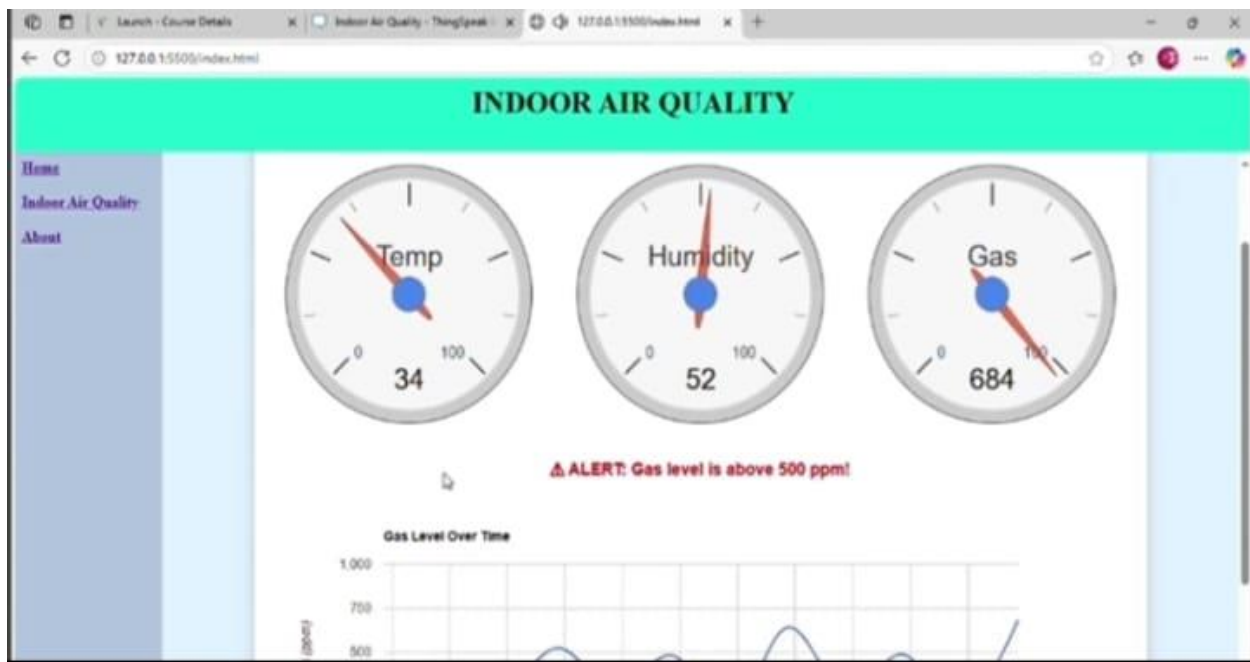 Launch - Course Details
Indoor Air Quality - ThingSpeak
127.0.0.1:5500/index.html
127.0.0.1:5500/index.html
INDOOR AIR QUALITY
Home
Indoor Air Quality
About
Temp
0
100
34
Humidity
0
100
52
Gas
0
100
684
⚠ ALERT: Gas level is above 500 ppm!
Gas Level Over Time
1,000
700
500